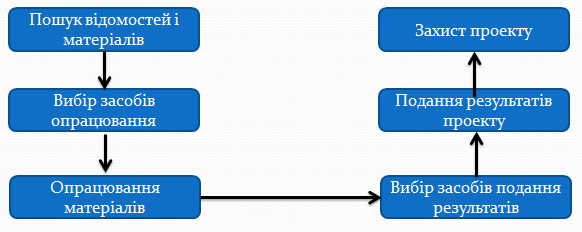 Пошук відомостей і
матеріалів
Вибір засобів
опрацювання
Опрацювання
матеріалів
Вибір засобів подання
результатів
Подання результатів
проекту
Захист проекту